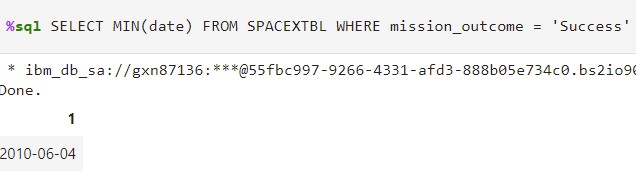 %sql SELECT MIN(date) FROM SPACEXTBL WHERE mission_outcome = 'Success'
* ibm_db_sa://gxn87136:***@55fbc997-9266-4331-afd3-888b05e734c0.bs2io90
Done.
1
2010-06-04